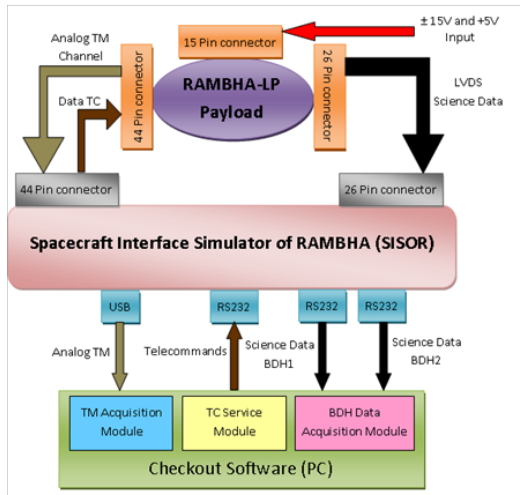 Analog TM
Channel
Data TC
44 Pin connector
15 Pin connector
RAMBHA-LP
Payload
26 Pin connector
±15V and +5V
Input
LVDS
Science Data
44 Pin connector
26 Pin connector
Spacecraft Interface Simulator of RAMBHA (SISOR)
USB
RS232
RS232
RS232
Analog TM
Telecommands
Science Data
BDH1
Science Data
BDH2
TM Acquisition
Module
TC Service
Module
BDH Data
Acquisition Module
Checkout Software (PC)